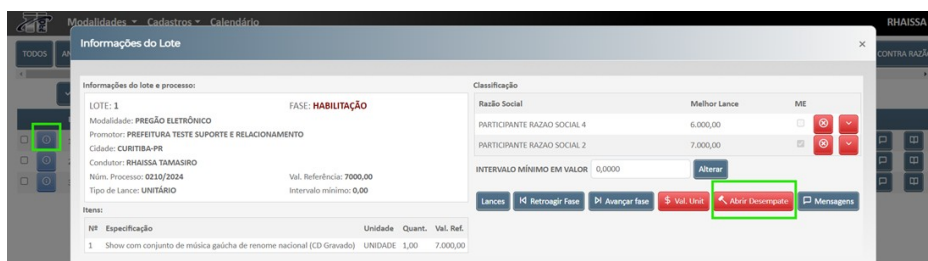 Modalidades Cadastros Calendário RHAISSA
Informações do Lote ×
TODOS
CONTRA RAZÃ
Informações do lote e processo:
LOTE: 1 FASE: HABILITAÇÃO
Modalidade: PREGÃO ELETRÔNICO
Promotor: PREFEITURA TESTE SUPORTE E RELACIONAMENTO
Cidade: CURITIBA-PR
Condutor: RHAISSA TAMASIRO
Núm. Processo: 0210/2024 Val. Referência: 7000,00
Tipo de Lance: UNITÁRIO Intervalo mínimo: 0,00
Itens:
Nº Especificação Unidade Quant. Val. Ref.
1 Show com conjunto de música gaúcha de renome nacional (CD Gravado) UNIDADE 1,00 7.000,00
Classificação
Razão Social Melhor Lance ME
PARTICIPANTE RAZAO SOCIAL 4 6.000,00
PARTICIPANTE RAZAO SOCIAL 2 7.000,00
INTERVALO MÍNIMO EM VALOR 0,0000 Alterar
Lances Retroagir Fase Avançar fase $ Val. Unit Abrir Desempate Mensagens